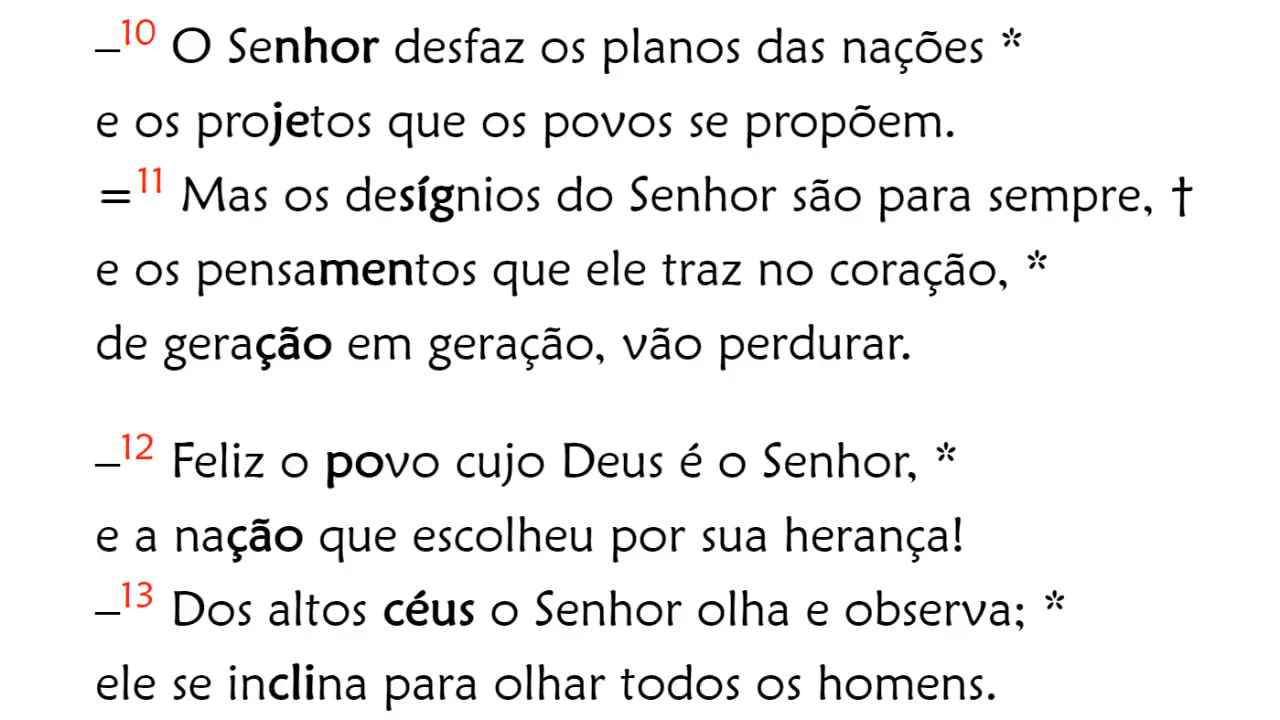 –10 O Senhor desfaz os planos das nações *
e os projetos que os povos se propõem.
=11 Mas os desígnios do Senhor são para sempre, †
e os pensamentos que ele traz no coração, *
de geração em geração, vão perdurar.
–12 Feliz o povo cujo Deus é o Senhor, *
e a nação que escolheu por sua herança!
–13 Dos altos céus o Senhor olha e observa; *
ele se inclina para olhar todos os homens.